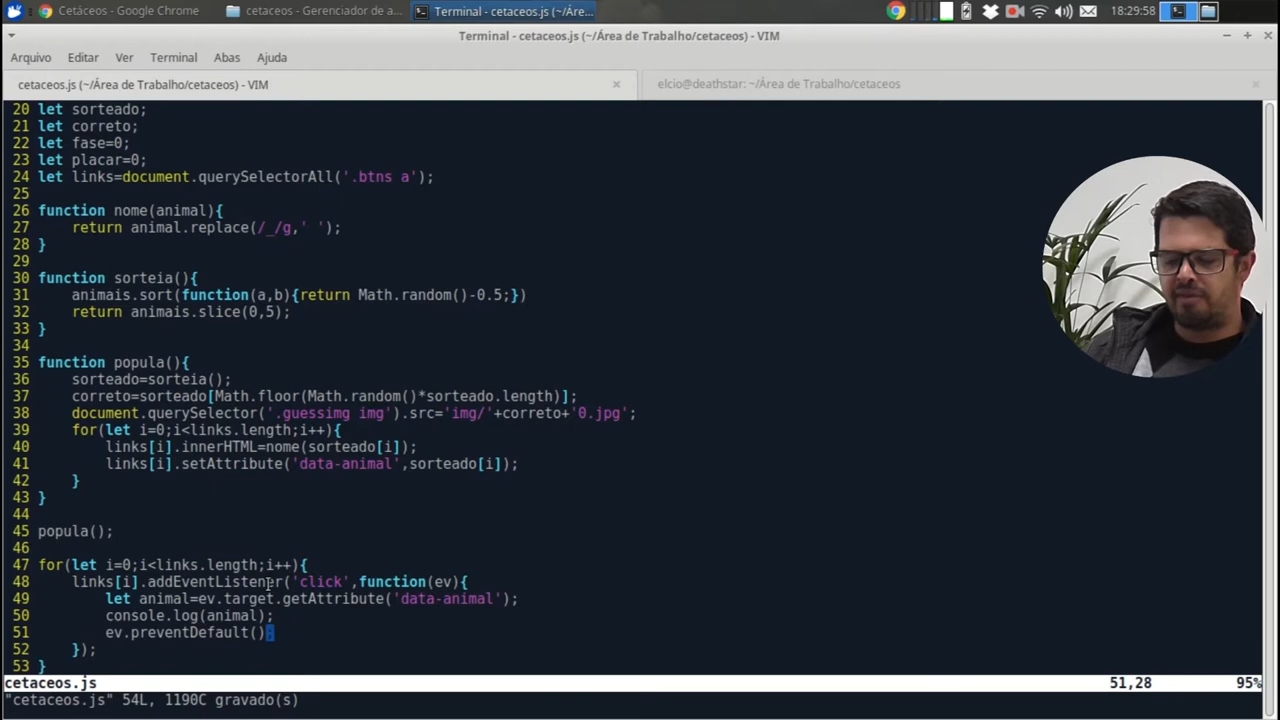 Cetáceos - Google Chrome
cetaceos - Gerenciador de a...
Terminal - cetaceos.js (~/Áre...
18:29:58
Terminal - cetaceos.js (~/Área de Trabalho/cetaceos) - VIM
Arquivo Editar Ver Terminal Abas Ajuda
cetaceos.js (~/Área de Trabalho/cetaceos) - VIM
elcio@deathstar: ~/Área de Trabalho/cetaceos
20 let sorteado;
21 let correto;
22 let fase=0;
23 let placar=0;
24 let links=document.querySelectorAll('.btns a');
25
26 function nome(animal){
27     return animal.replace(/_/g,' ');
28 }
29
30 function sorteia(){
31     animais.sort(function(a,b){return Math.random()-0.5;})
32     return animais.slice(0,5);
33 }
34
35 function popula(){
36     sorteado=sorteia();
37     correto=sorteado[Math.floor(Math.random()*sorteado.length)];
38     document.querySelector('.guessimg img').src='img/'+correto+'0.jpg';
39     for(let i=0;i<links.length;i++){
40         links[i].innerHTML=nome(sorteado[i]);
41         links[i].setAttribute('data-animal',sorteado[i]);
42     }
43 }
44
45 popula();
46
47 for(let i=0;i<links.length;i++){
48     links[i].addEventListener('click',function(ev){
49         let animal=ev.target.getAttribute('data-animal');
50         console.log(animal);
51         ev.preventDefault();
52     });
53 }
cetaceos.js 51,28 95%
"cetaceos.js" 54L, 1190C gravado(s)